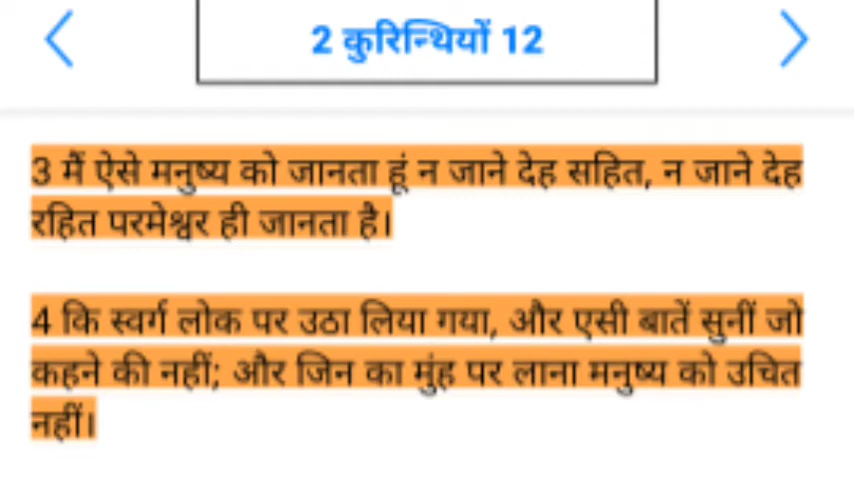 2 कुरिन्थियों 12
3 मैं ऐसे मनुष्य को जानता हूं न जाने देह सहित, न जाने देह
रहित परमेश्वर ही जानता है।
4 कि स्वर्ग लोक पर उठा लिया गया, और एसी बातें सुनीं जो
कहने की नहीं; और जिन का मुंह पर लाना मनुष्य को उचित
नहीं।